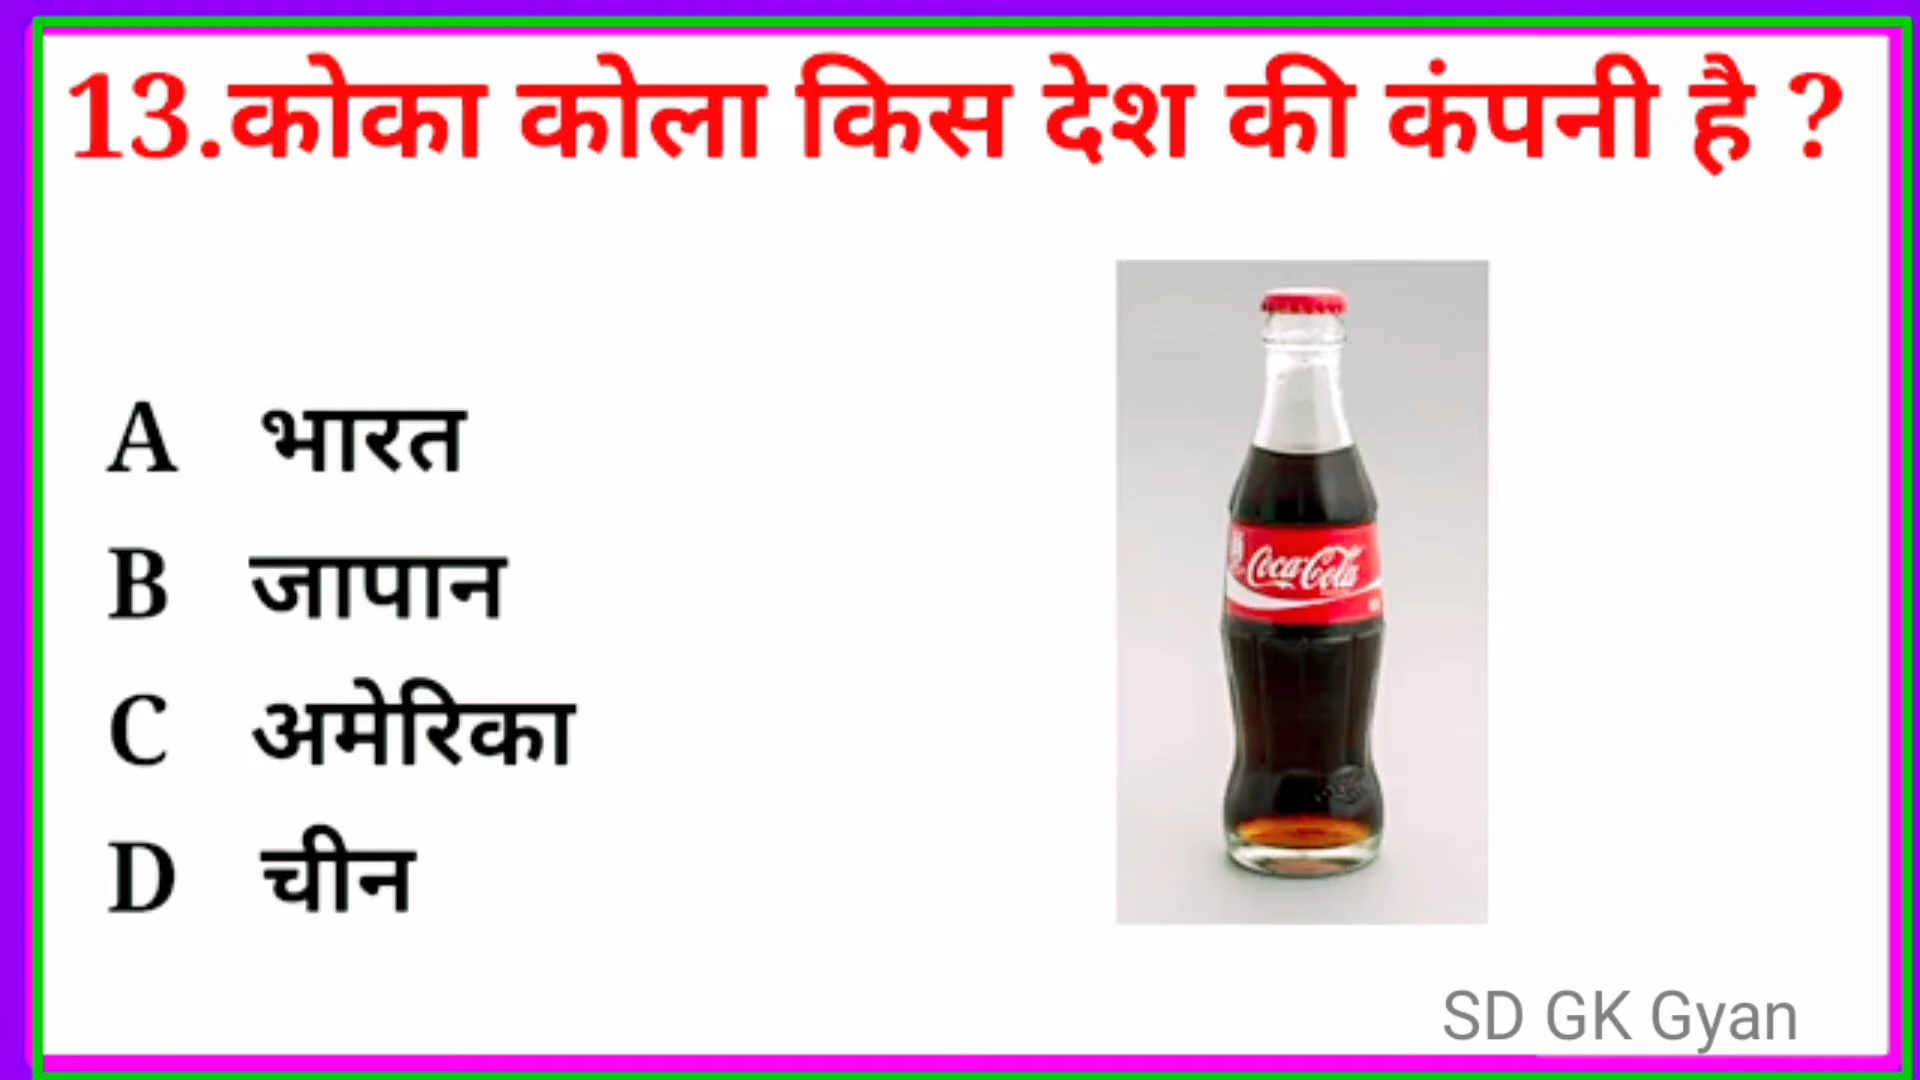 13.कोका कोला किस देश की कंपनी है ?
A भारत
B जापान
C अमेरिका
D चीन
Coca-Cola
SD GK Gyan